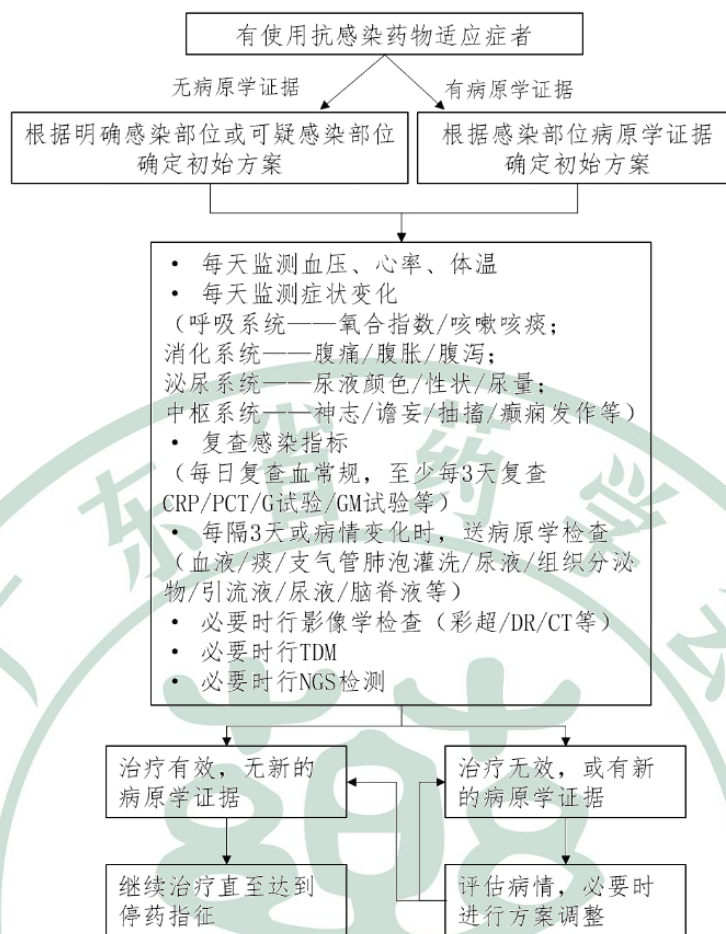 有使用抗感染药物适应症者
无病原学证据
有病原学证据
根据明确感染部位或可疑感染部位
确定初始方案
根据感染部位病原学证据
确定初始方案
• 每天监测血压、心率、体温
• 每天监测症状变化
（呼吸系统——氧合指数/咳嗽咳痰；
消化系统——腹痛/腹胀/腹泻；
泌尿系统——尿液颜色/性状/尿量；
中枢系统——神志/谵妄/抽搐/癫痫发作等）
• 复查感染指标
（每日复查血常规，至少每3天复查
CRP/PCT/G试验/GM试验等）
• 每隔3天或病情变化时，送病原学检查
（血液/痰/支气管肺泡灌洗/尿液/组织分泌
物/引流液/尿液/脑脊液等）
• 必要时行影像学检查（彩超/DR/CT等）
• 必要时行TDM
• 必要时行NGS检测
治疗有效，无新的
病原学证据
治疗无效，或有新
的病原学证据
继续治疗直至达到
停药指征
评估病情，必要时
进行方案调整
广东省药学会